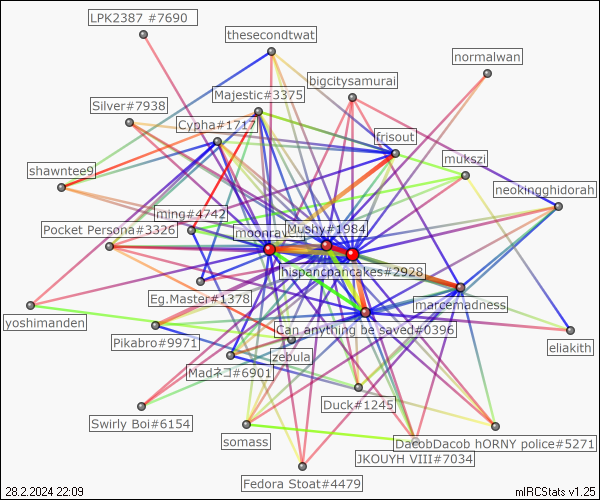 LPK2387 #7690
thesecondtwat
normalwan
bigcitysamurai
Majestic#3375
Silver#7938
Cypha#1717
frisout
mukszi
shawntee9
neokingghidorah
ming#4742
Pocket Persona#3326
Mushy#1984
hispancpancakes#2928
Eg.Master#1378
marcemadness
yoshimanden
Can anything be saved#0396
Pikabro#9971
zebula
eliakith
Madネコ#6901
Duck#1245
Swirly Boi#6154
somass
DacobDacob hORNY police#5271
JKOUYH VIII#7034
Fedora Stoat#4479
28.2.2024 22:09
mIRCStats v1.25